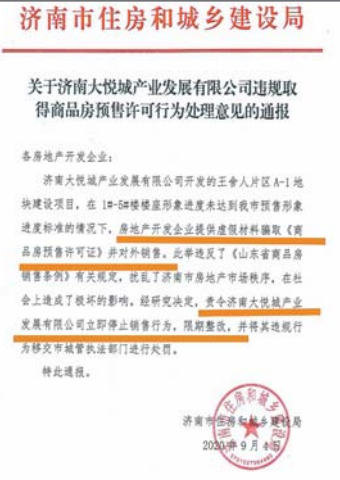 济南市住房和城乡建设局
关于济南大悦城产业发展有限公司违规取
得商品房预售许可行为处理意见的通报
各房地产开发企业：
济南大悦城产业发展有限公司开发的王舍人片区A-1地
块建设项目，在1#-5#楼楼座形象进度未达到我市预售形象
进度标准的情况下，房地产开发企业提供虚假材料骗取《商
品房预售许可证》并对外销售。此举违反了《山东省商品房
销售条例》有关规定，扰乱了济南市房地产市场秩序，在社
会上造成了极坏的影响。经研究决定，责令济南大悦城产业
发展有限公司立即停止销售行为，限期整改，并将其违规行
为移交市城管执法部门进行处罚。
特此通报。
济南市住房和城乡建设局
2020年9月4日